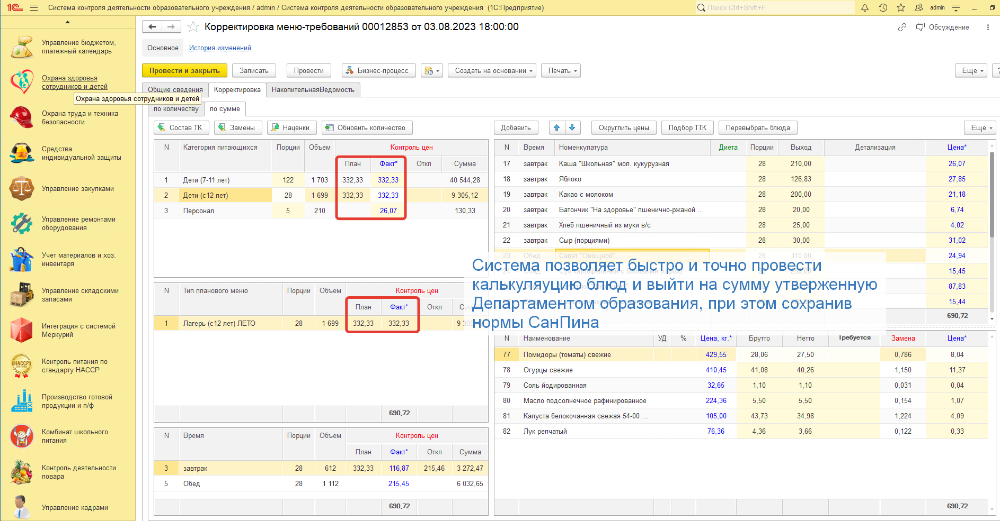 1С Система контроля деятельности образовательного учреждения / admin / Система контроля деятельности образовательного учреждения (1С:Предприятие) Поиск Ctrl+Shift+F admin
Управление бюджетом,
платежный календарь
Охрана здоровья
сотрудников и детей
Охрана здоровья сотрудников и детей
Охрана труда и техника
безопасности
Средства
индивидуальной защиты
Управление закупками
Управление ремонтами
оборудования
Учет материалов и хоз.
инвентаря
Управление складскими
запасами
Интеграция с системой
Меркурий
HACCP
Контроль питания по
стандарту HACCP
Производство готовой
продукции и п/ф
Комбинат школьного
питания
Контроль деятельности
повара
Управление кадрами
Корректировка меню-требований 00012853 от 03.08.2023 18:00:00 Обсуждение
Основное История изменений
Провести и закрыть Записать Провести Бизнес-процесс Создать на основании Печать Еще ?
Общие сведения Корректировка НакопительнаяВедомость
по количеству по сумме
Состав ТК Замены Наценки Обновить количество
N Категория питающихся Порции Объем Контроль цен
План Факт* Откл Сумма
1 Дети (7-11 лет) 122 1 703 332,33 332,33 40 544,28
2 Дети (с12 лет) 28 1 699 332,33 332,33 9 305,12
3 Персонал 5 210 26,07 130,33
N Тип планового меню Порции Объем Контроль цен
План Факт* Откл
1 Лагерь (с12 лет) ЛЕТО 28 1 699 332,33 332,33
690,72
N Время Порции Объем Контроль цен
План Факт* Откл Сумма
3 завтрак 28 612 332,33 116,87 215,46 3 272,47
5 Обед 28 1 112 215,45 6 032,65
690,72
Добавить Округлить цены Подбор ТТК Перевыбрать блюда Еще
N Время Номенкулатура Диета Порции Выход Детализация Цена*
17 завтрак Каша "Школьная" мол. кукурузная 28 210,00 26,07
18 завтрак Яблоко 28 126,83 27,85
19 завтрак Какао с молоком 28 200,00 21,18
20 завтрак Батончик "На здоровье" пшенично-ржаной ... 28 20,00 6,74
21 завтрак Хлеб пшеничный из муки в/с 28 25,00 4,02
22 завтрак Сыр (порциями) 28 30,00 31,02
23 Обед Салат "Овощной" 28 110,00 24,94
15,45
87,83
15,44
690,72
Система позволяет быстро и точно провести
калькуляуцию блюд и выйти на сумму утверженную
Департаментом образования, при этом сохранив
нормы СанПина
N Наименование УД % Цена, кг.* Брутто Нетто Требуется Замена Цена*
77 Помидоры (томаты) свежие 429,55 28,06 27,50 0,786 8,04
78 Огурцы свежие 410,45 41,08 40,26 1,150 11,37
79 Соль йодированная 32,65 1,10 1,10 0,031 0,04
80 Масло подсолнечное рафинированное 224,36 5,50 5,50 0,154 1,07
81 Капуста белокочанная свежая 54-00 ... 105,00 43,73 34,98 1,224 4,09
82 Лук репчатый 76,36 4,36 3,66 0,122 0,33
690,72